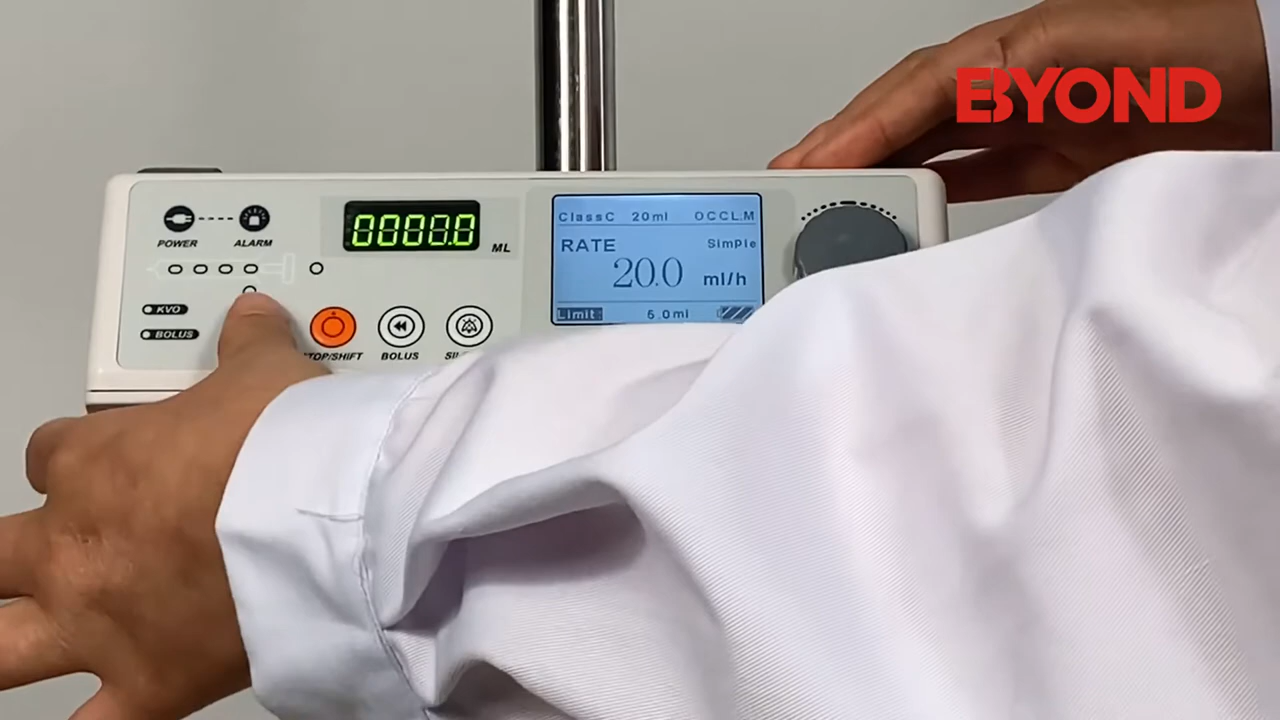 BYOND
POWER
ALARM
0000.0
ML
ClassC 20ml OCCL.M
RATE
Simple
20.0 ml/h
Limit: 5.0ml
KVO
BOLUS
STOP/SHIFT
BOLUS